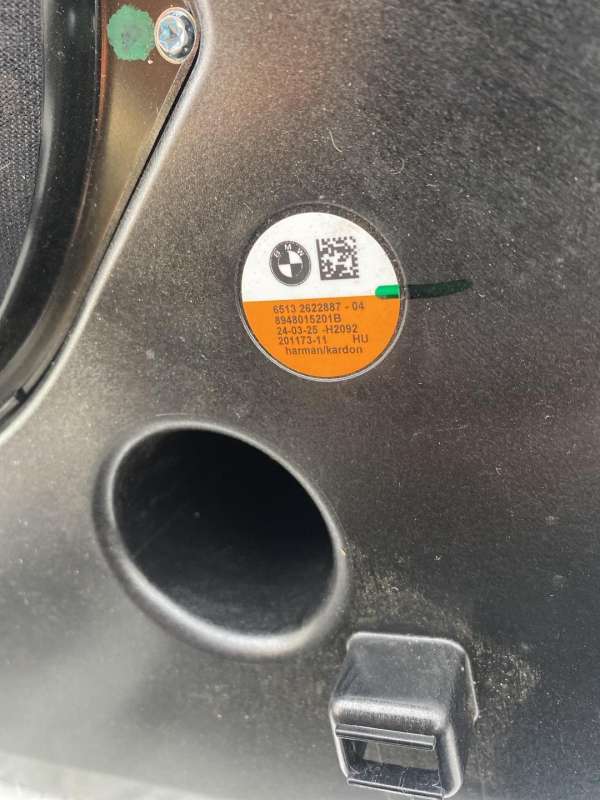 BMW
6513 2622887 - 04
8948015201B
24-03-25 -H2092
201173-11 HU
harman/kardon